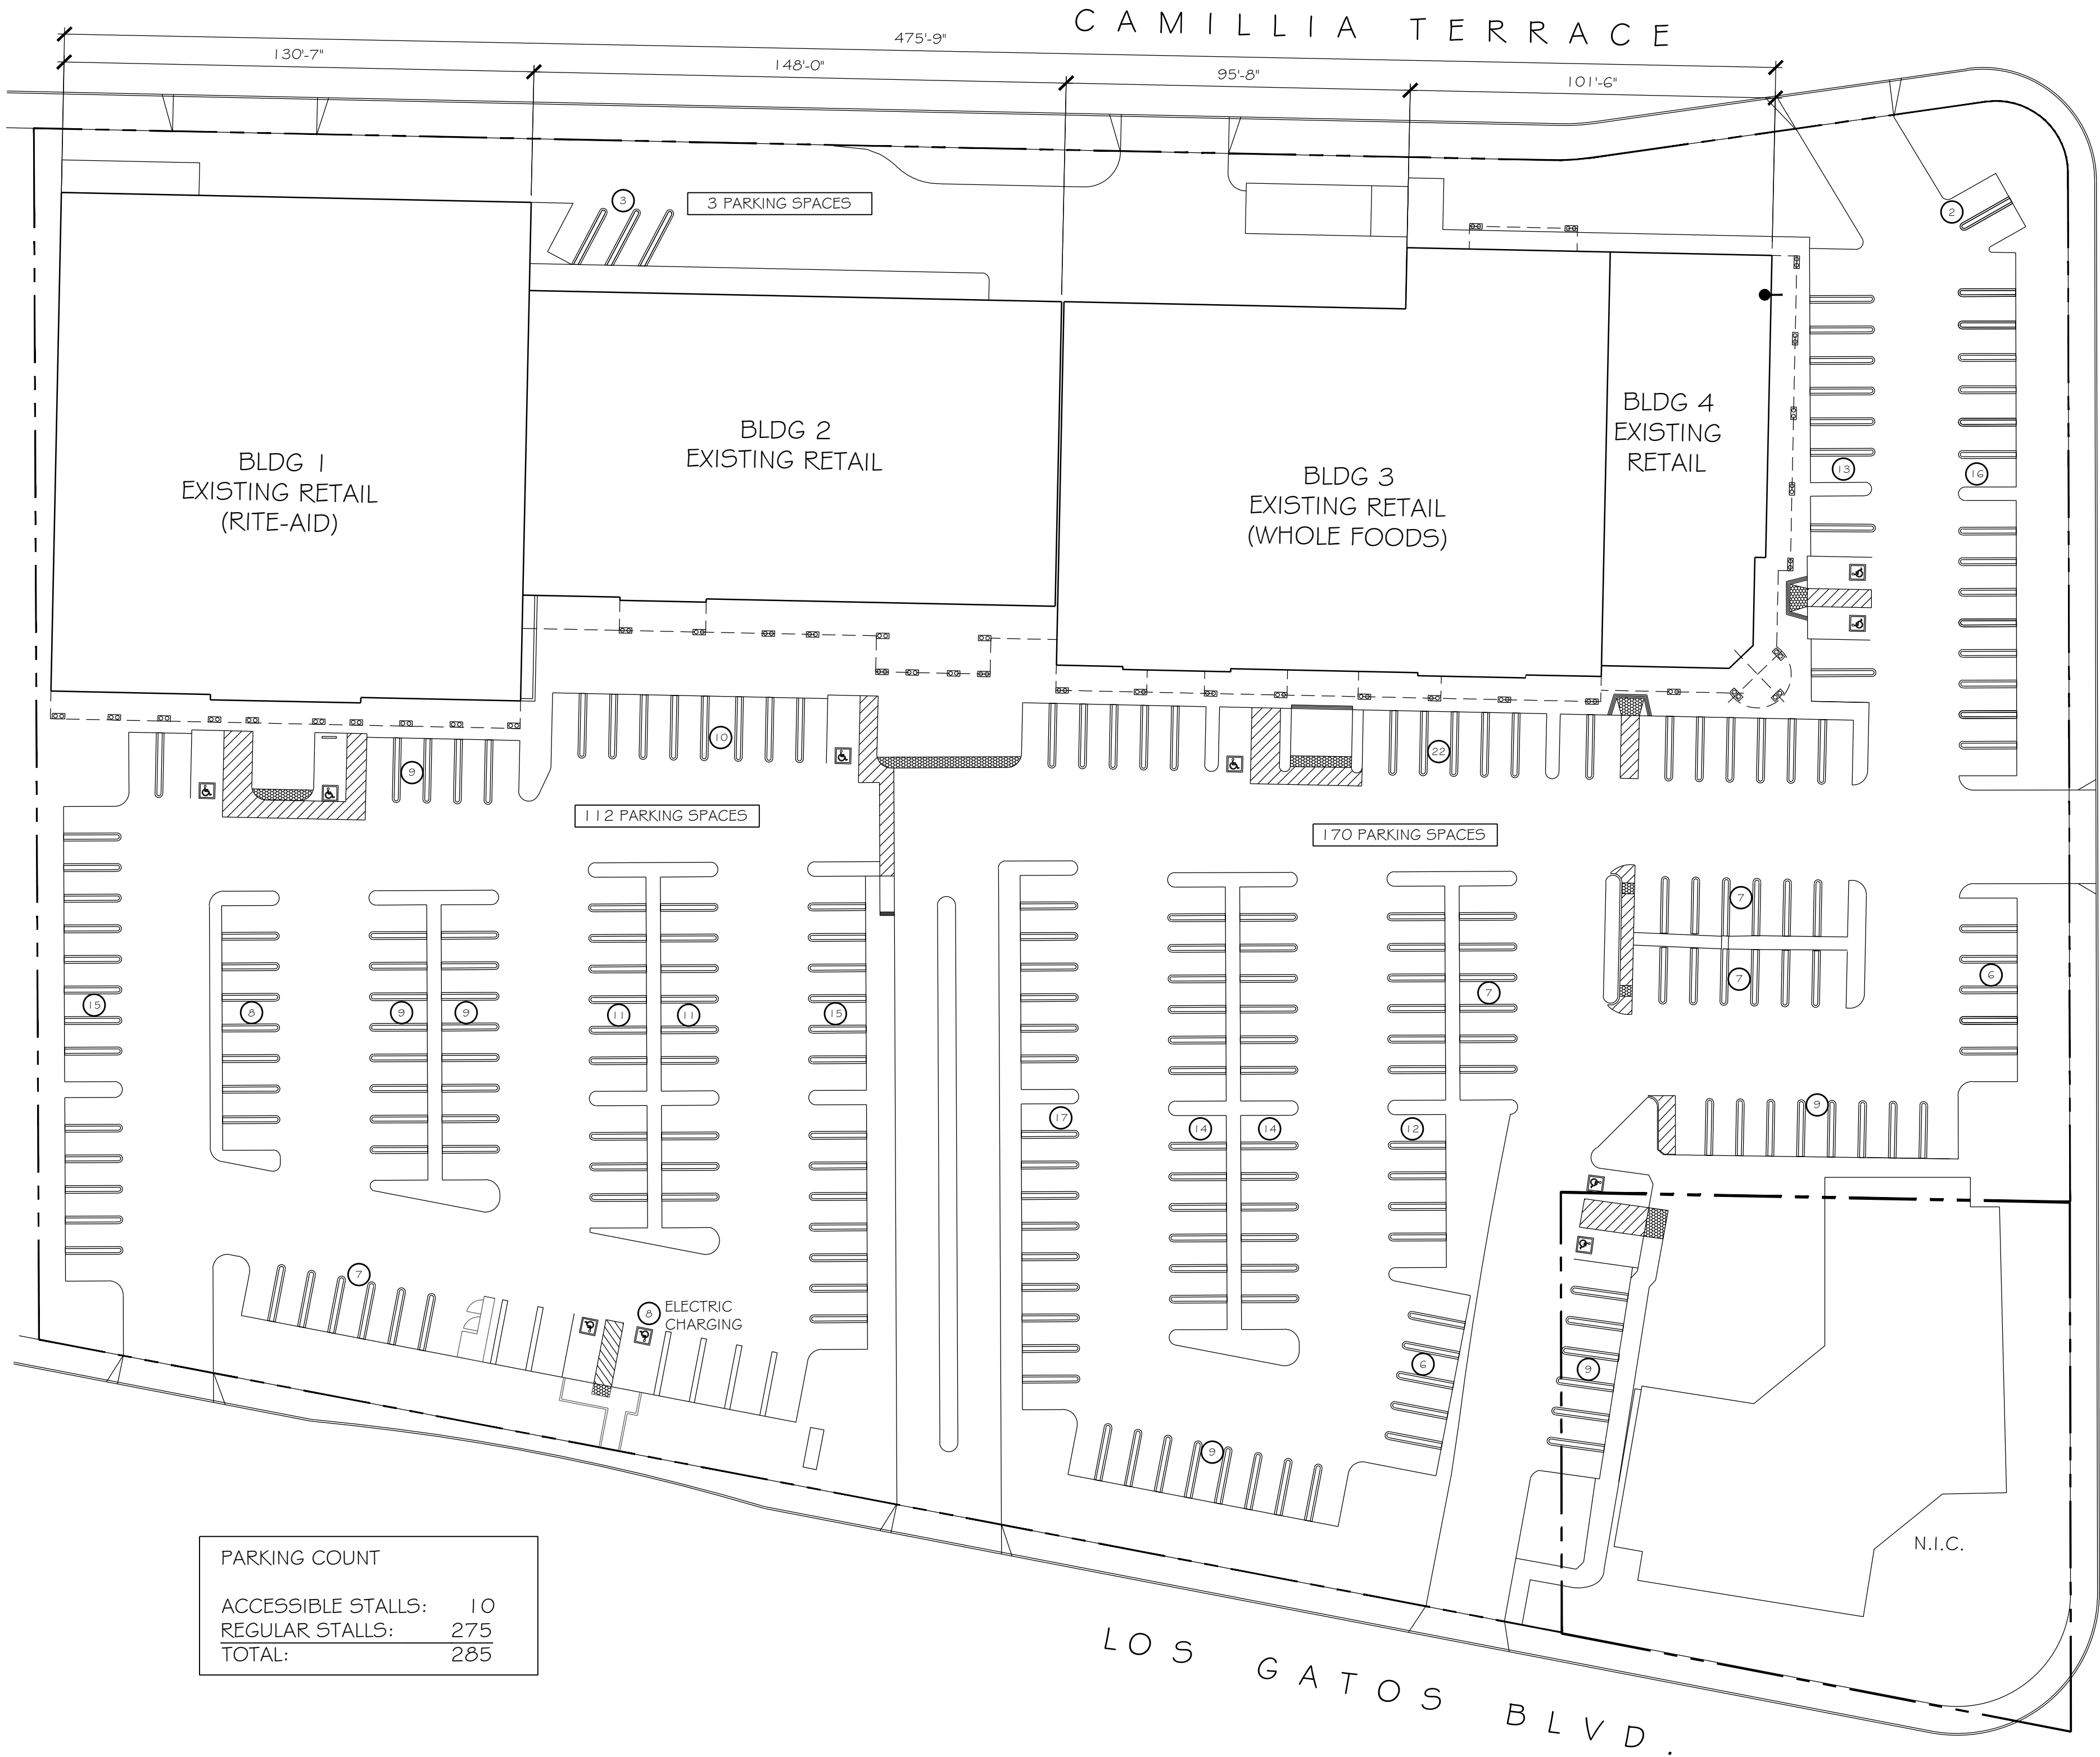 CAMILLIA TERRACE
475'-9"
130'-7"
148'-0"
95'-8"
101'-6"
3
3 PARKING SPACES
2
BLDG 1
EXISTING RETAIL
(RITE-AID)
BLDG 2
EXISTING RETAIL
BLDG 3
EXISTING RETAIL
(WHOLE FOODS)
BLDG 4
EXISTING
RETAIL
13
16
9
10
22
112 PARKING SPACES
170 PARKING SPACES
15
8
9
9
11
11
15
17
14
14
12
7
7
7
6
9
7
8
ELECTRIC
CHARGING
6
9
9
N.I.C.
PARKING COUNT
ACCESSIBLE STALLS: 10
REGULAR STALLS: 275
TOTAL: 285
LOS GATOS BLVD.